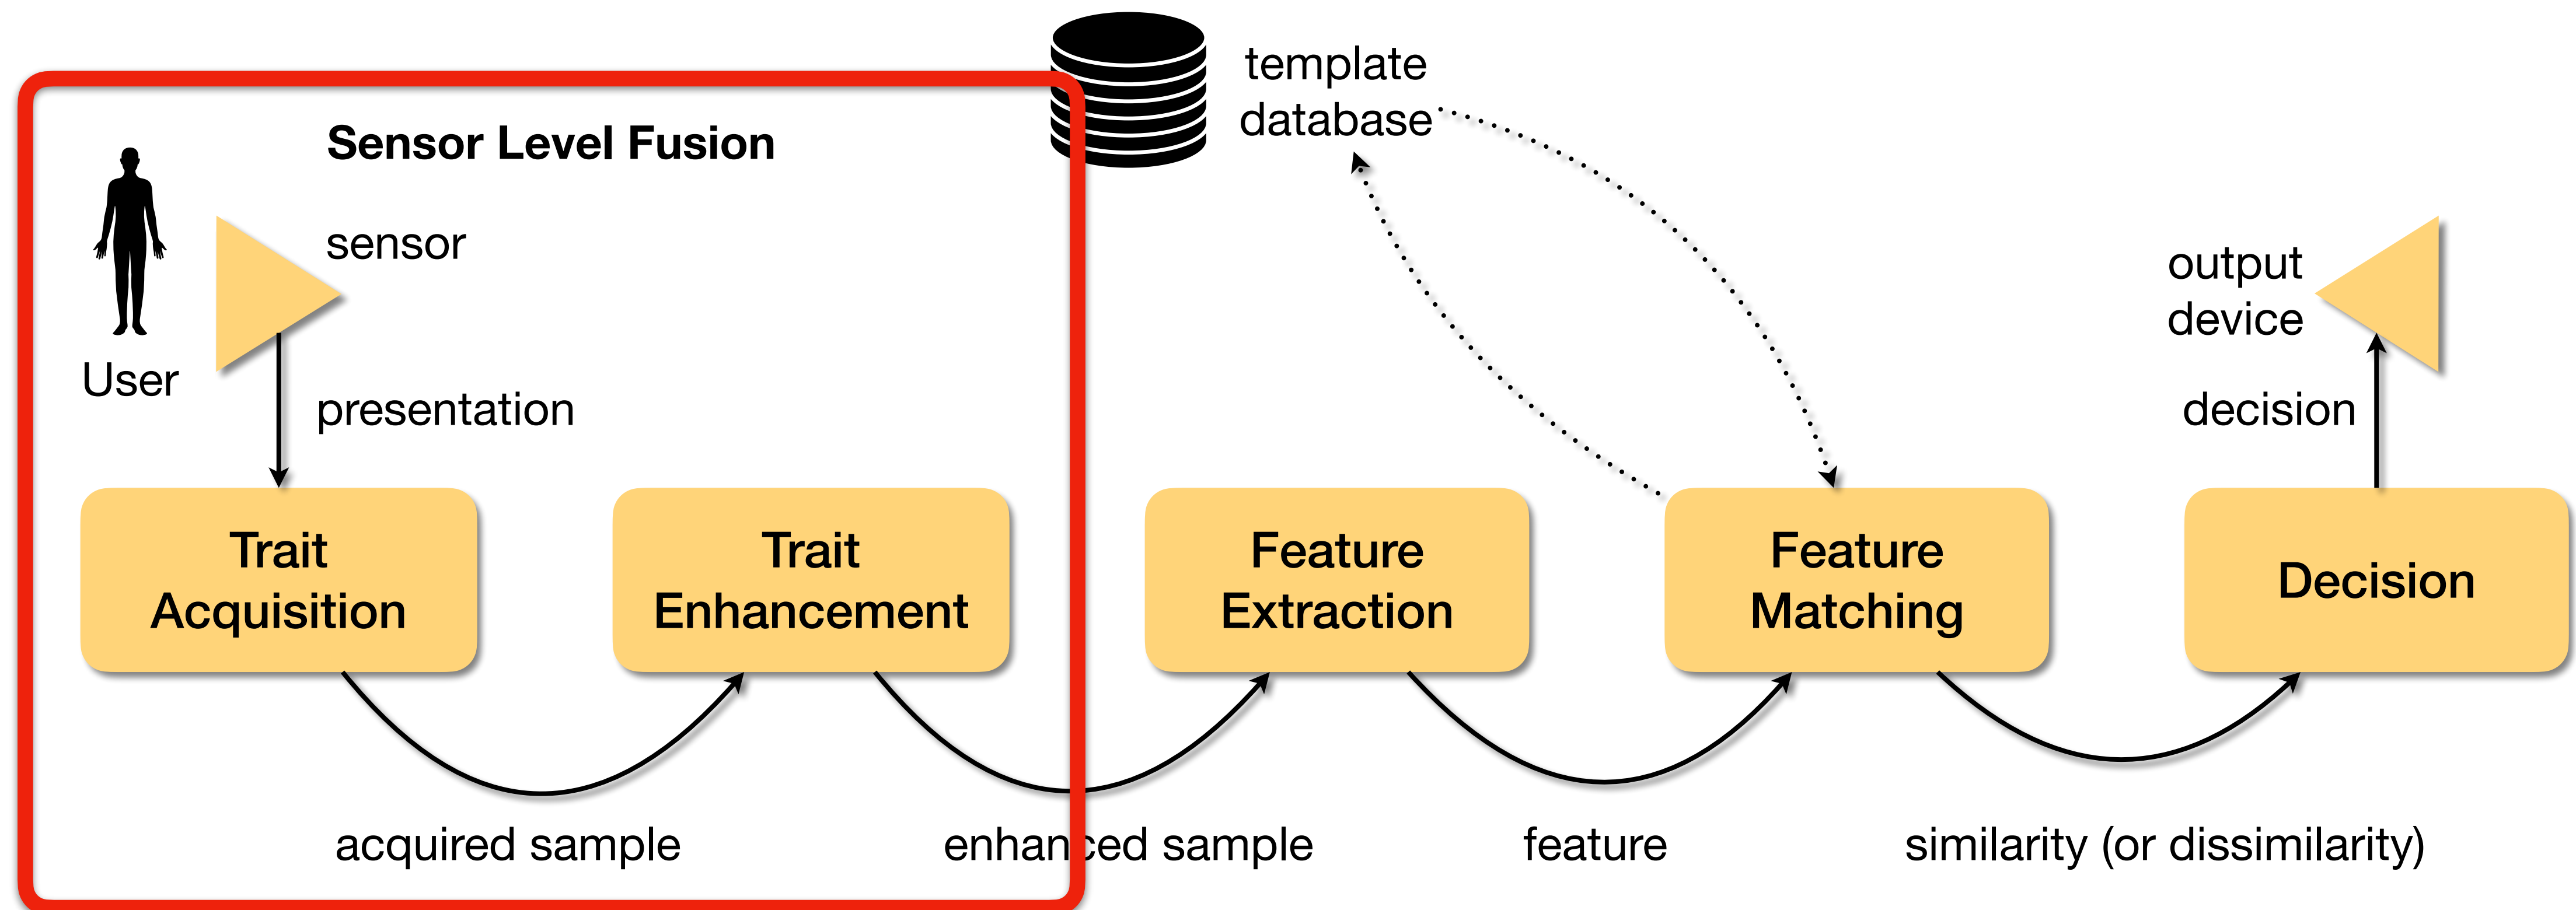 template
database
Sensor Level Fusion
sensor
User
presentation
output
device
decision
Trait
Acquisition
Trait
Enhancement
Feature
Extraction
Feature
Matching
Decision
acquired sample
enhanced sample
feature
similarity (or dissimilarity)